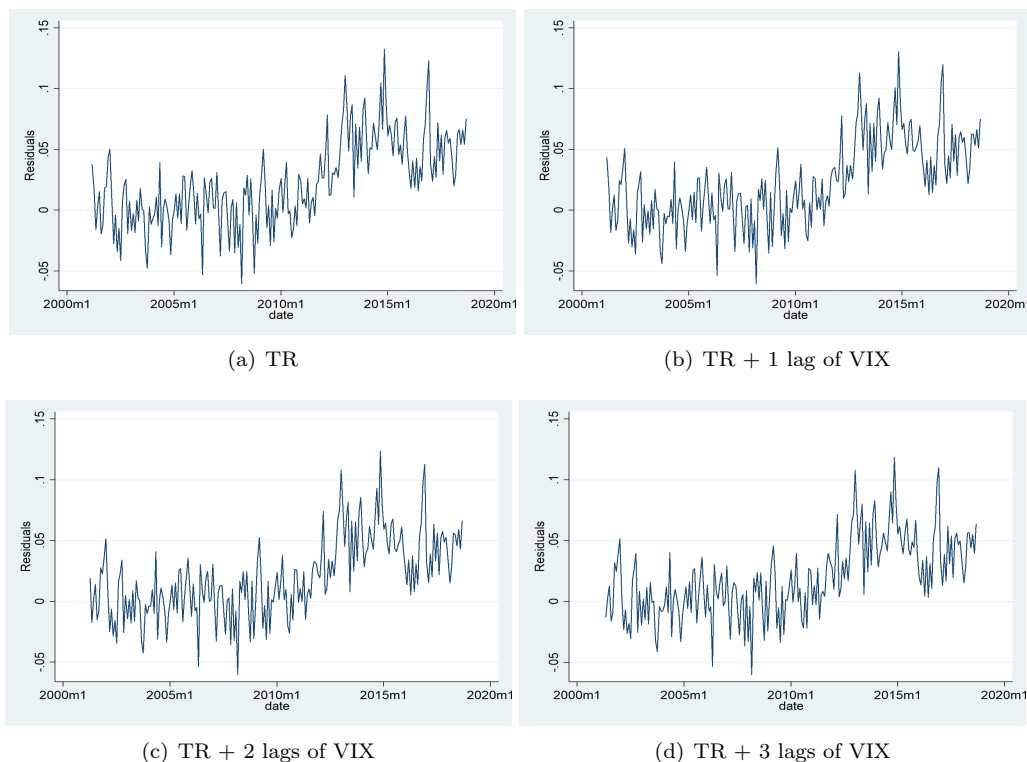 .15
.1
Residuals
.05
0
-.05
2000m1 2005m1 2010m1 2015m1 2020m1
date
(a) TR
.15
.1
Residuals
.05
0
-.05
2000m1 2005m1 2010m1 2015m1 2020m1
date
(b) TR + 1 lag of VIX
.15
.1
Residuals
.05
0
-.05
2000m1 2005m1 2010m1 2015m1 2020m1
date
(c) TR + 2 lags of VIX
.15
.1
Residuals
.05
0
-.05
2000m1 2005m1 2010m1 2015m1 2020m1
date
(d) TR + 3 lags of VIX